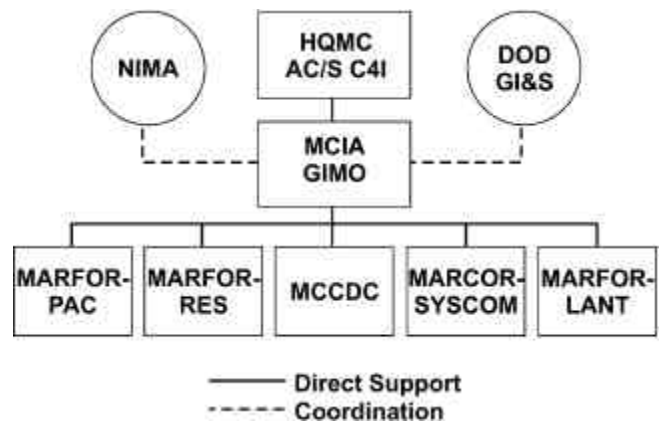 NIMA
HQMC
AC/S C4I
DOD
GI&S
MCIA
GIMO
MARFOR-
PAC
MARFOR-
RES
MCCDC
MARCOR-
SYSCOM
MARFOR-
LANT
Direct Support
Coordination